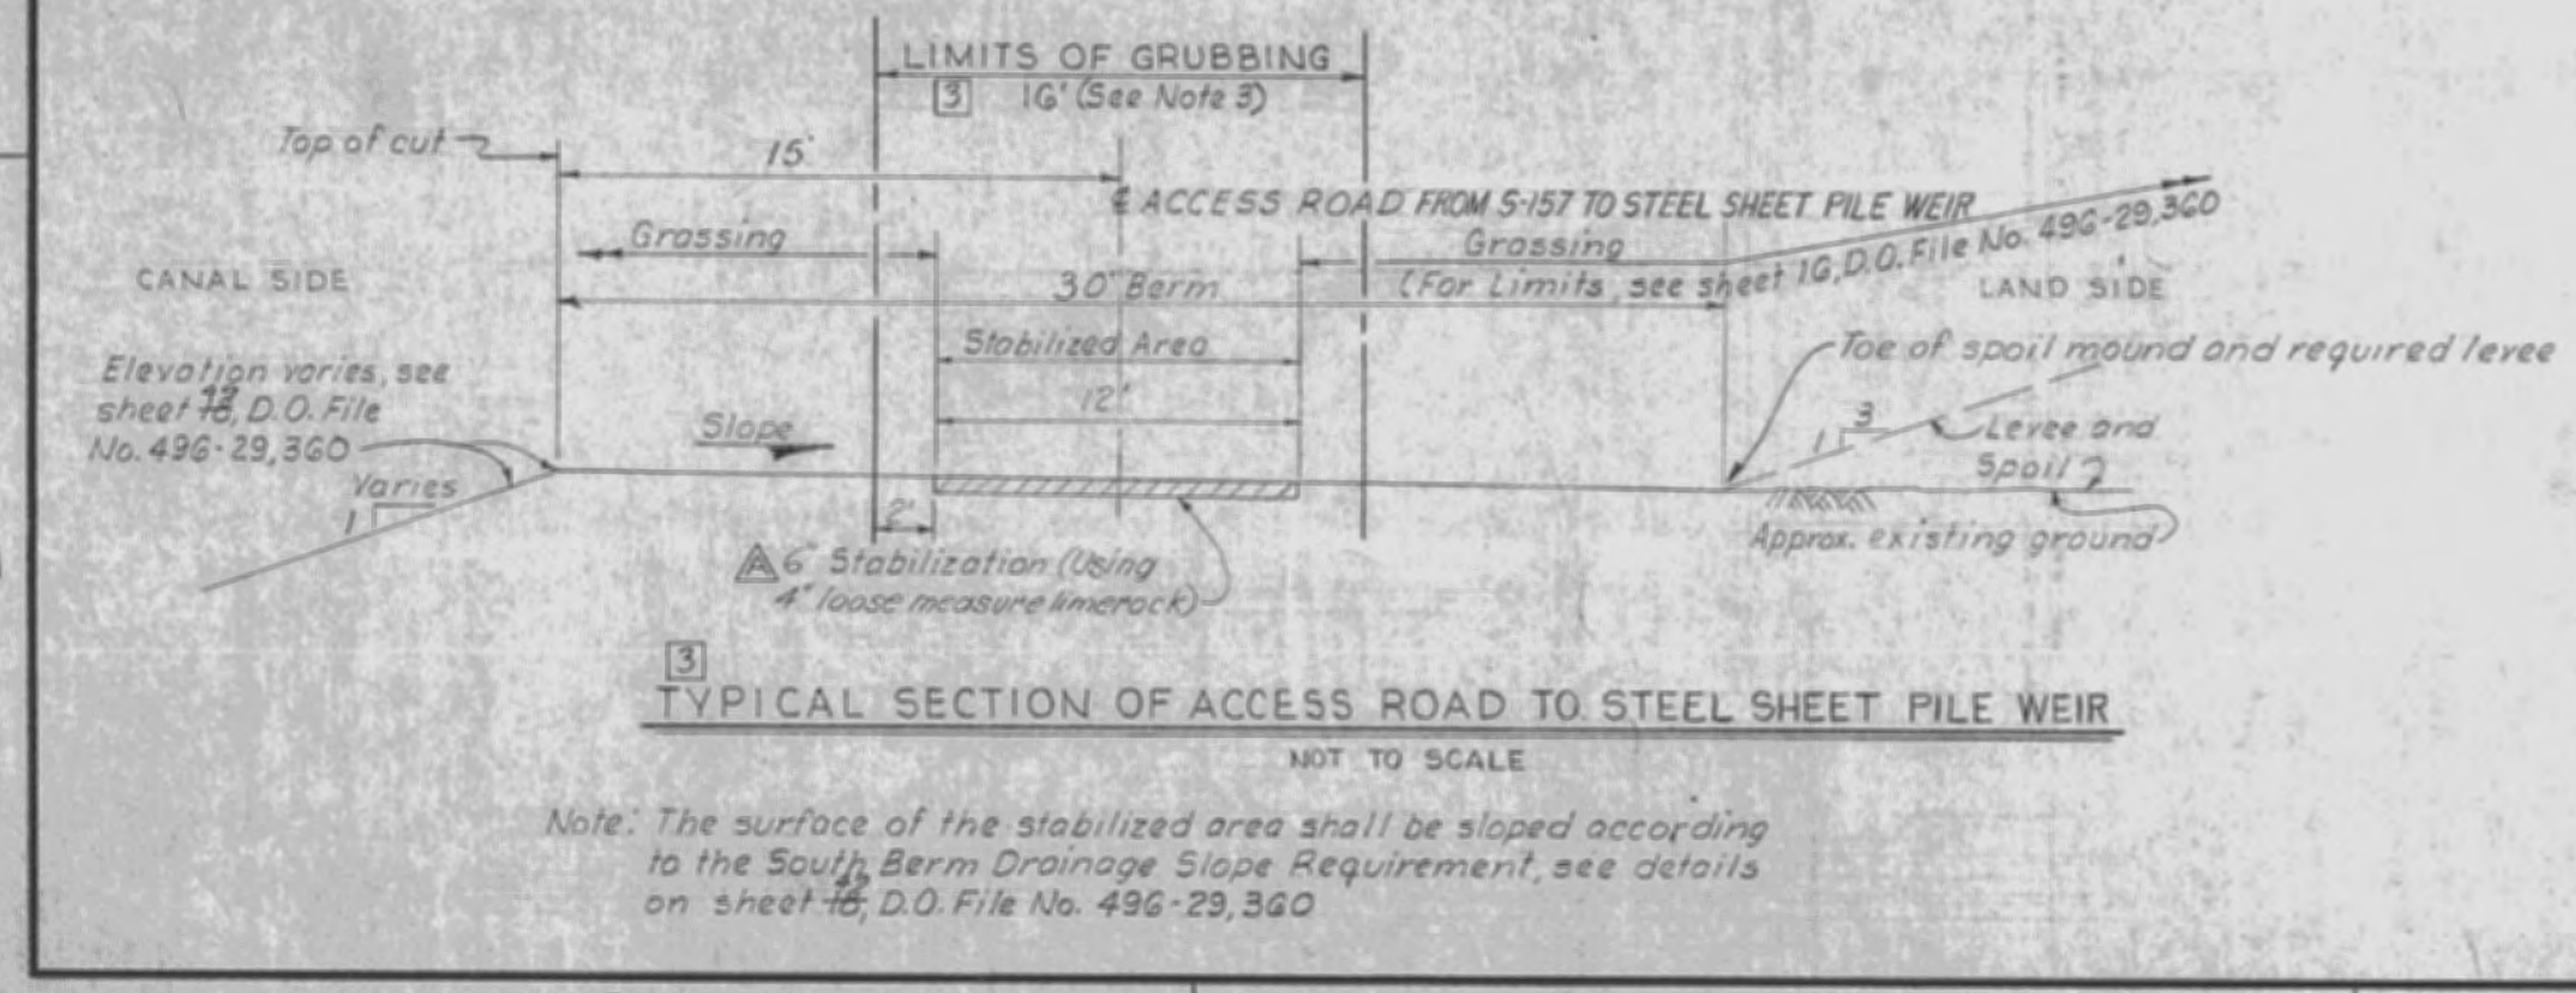 LIMITS OF GRUBBING
3 16' (See Note 3)
Top of cut
15'
℄ ACCESS ROAD FROM S-157 TO STEEL SHEET PILE WEIR
Grassing
Grassing
(For Limits, see sheet 16, D.O. File No. 496-29,360
CANAL SIDE
30' Berm
LAND SIDE
Stabilized Area
Toe of spoil mound and required levee
Elevation varies, see
sheet 16, D.O. File
No. 496-29,360
12'
Slope
3
1
Levee and
Spoil
Varies
1
2'
Approx. existing ground
A 6" Stabilization (Using
4" loose measure limerock)
3
TYPICAL SECTION OF ACCESS ROAD TO STEEL SHEET PILE WEIR
NOT TO SCALE
Note: The surface of the stabilized area shall be sloped according
to the South Berm Drainage Slope Requirement, see details
on sheet 16, D.O. File No. 496-29,360